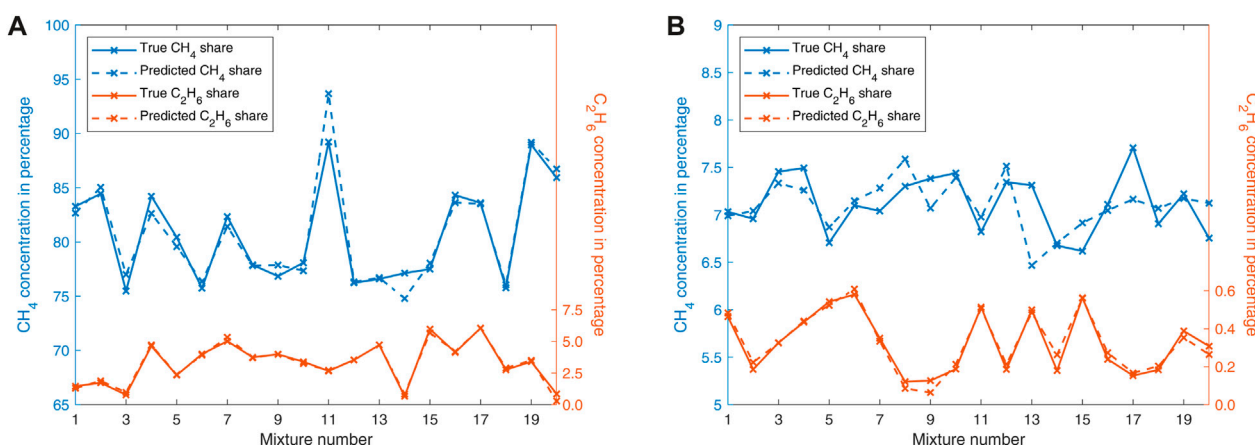 A
100
95
90
85
80
75
70
65
CH4 concentration in percentage
True CH4 share
Predicted CH4 share
True C2H6 share
Predicted C2H6 share
7.5
5.0
2.5
0.0
C2H6 concentration in percentage
1 3 5 7 9 11 13 15 17 19
Mixture number
B
9
8.5
8
7.5
7
6.5
6
5.5
5
CH4 concentration in percentage
True CH4 share
Predicted CH4 share
True C2H6 share
Predicted C2H6 share
0.6
0.4
0.2
0.0
C2H6 concentration in percentage
1 3 5 7 9 11 13 15 17 19
Mixture number